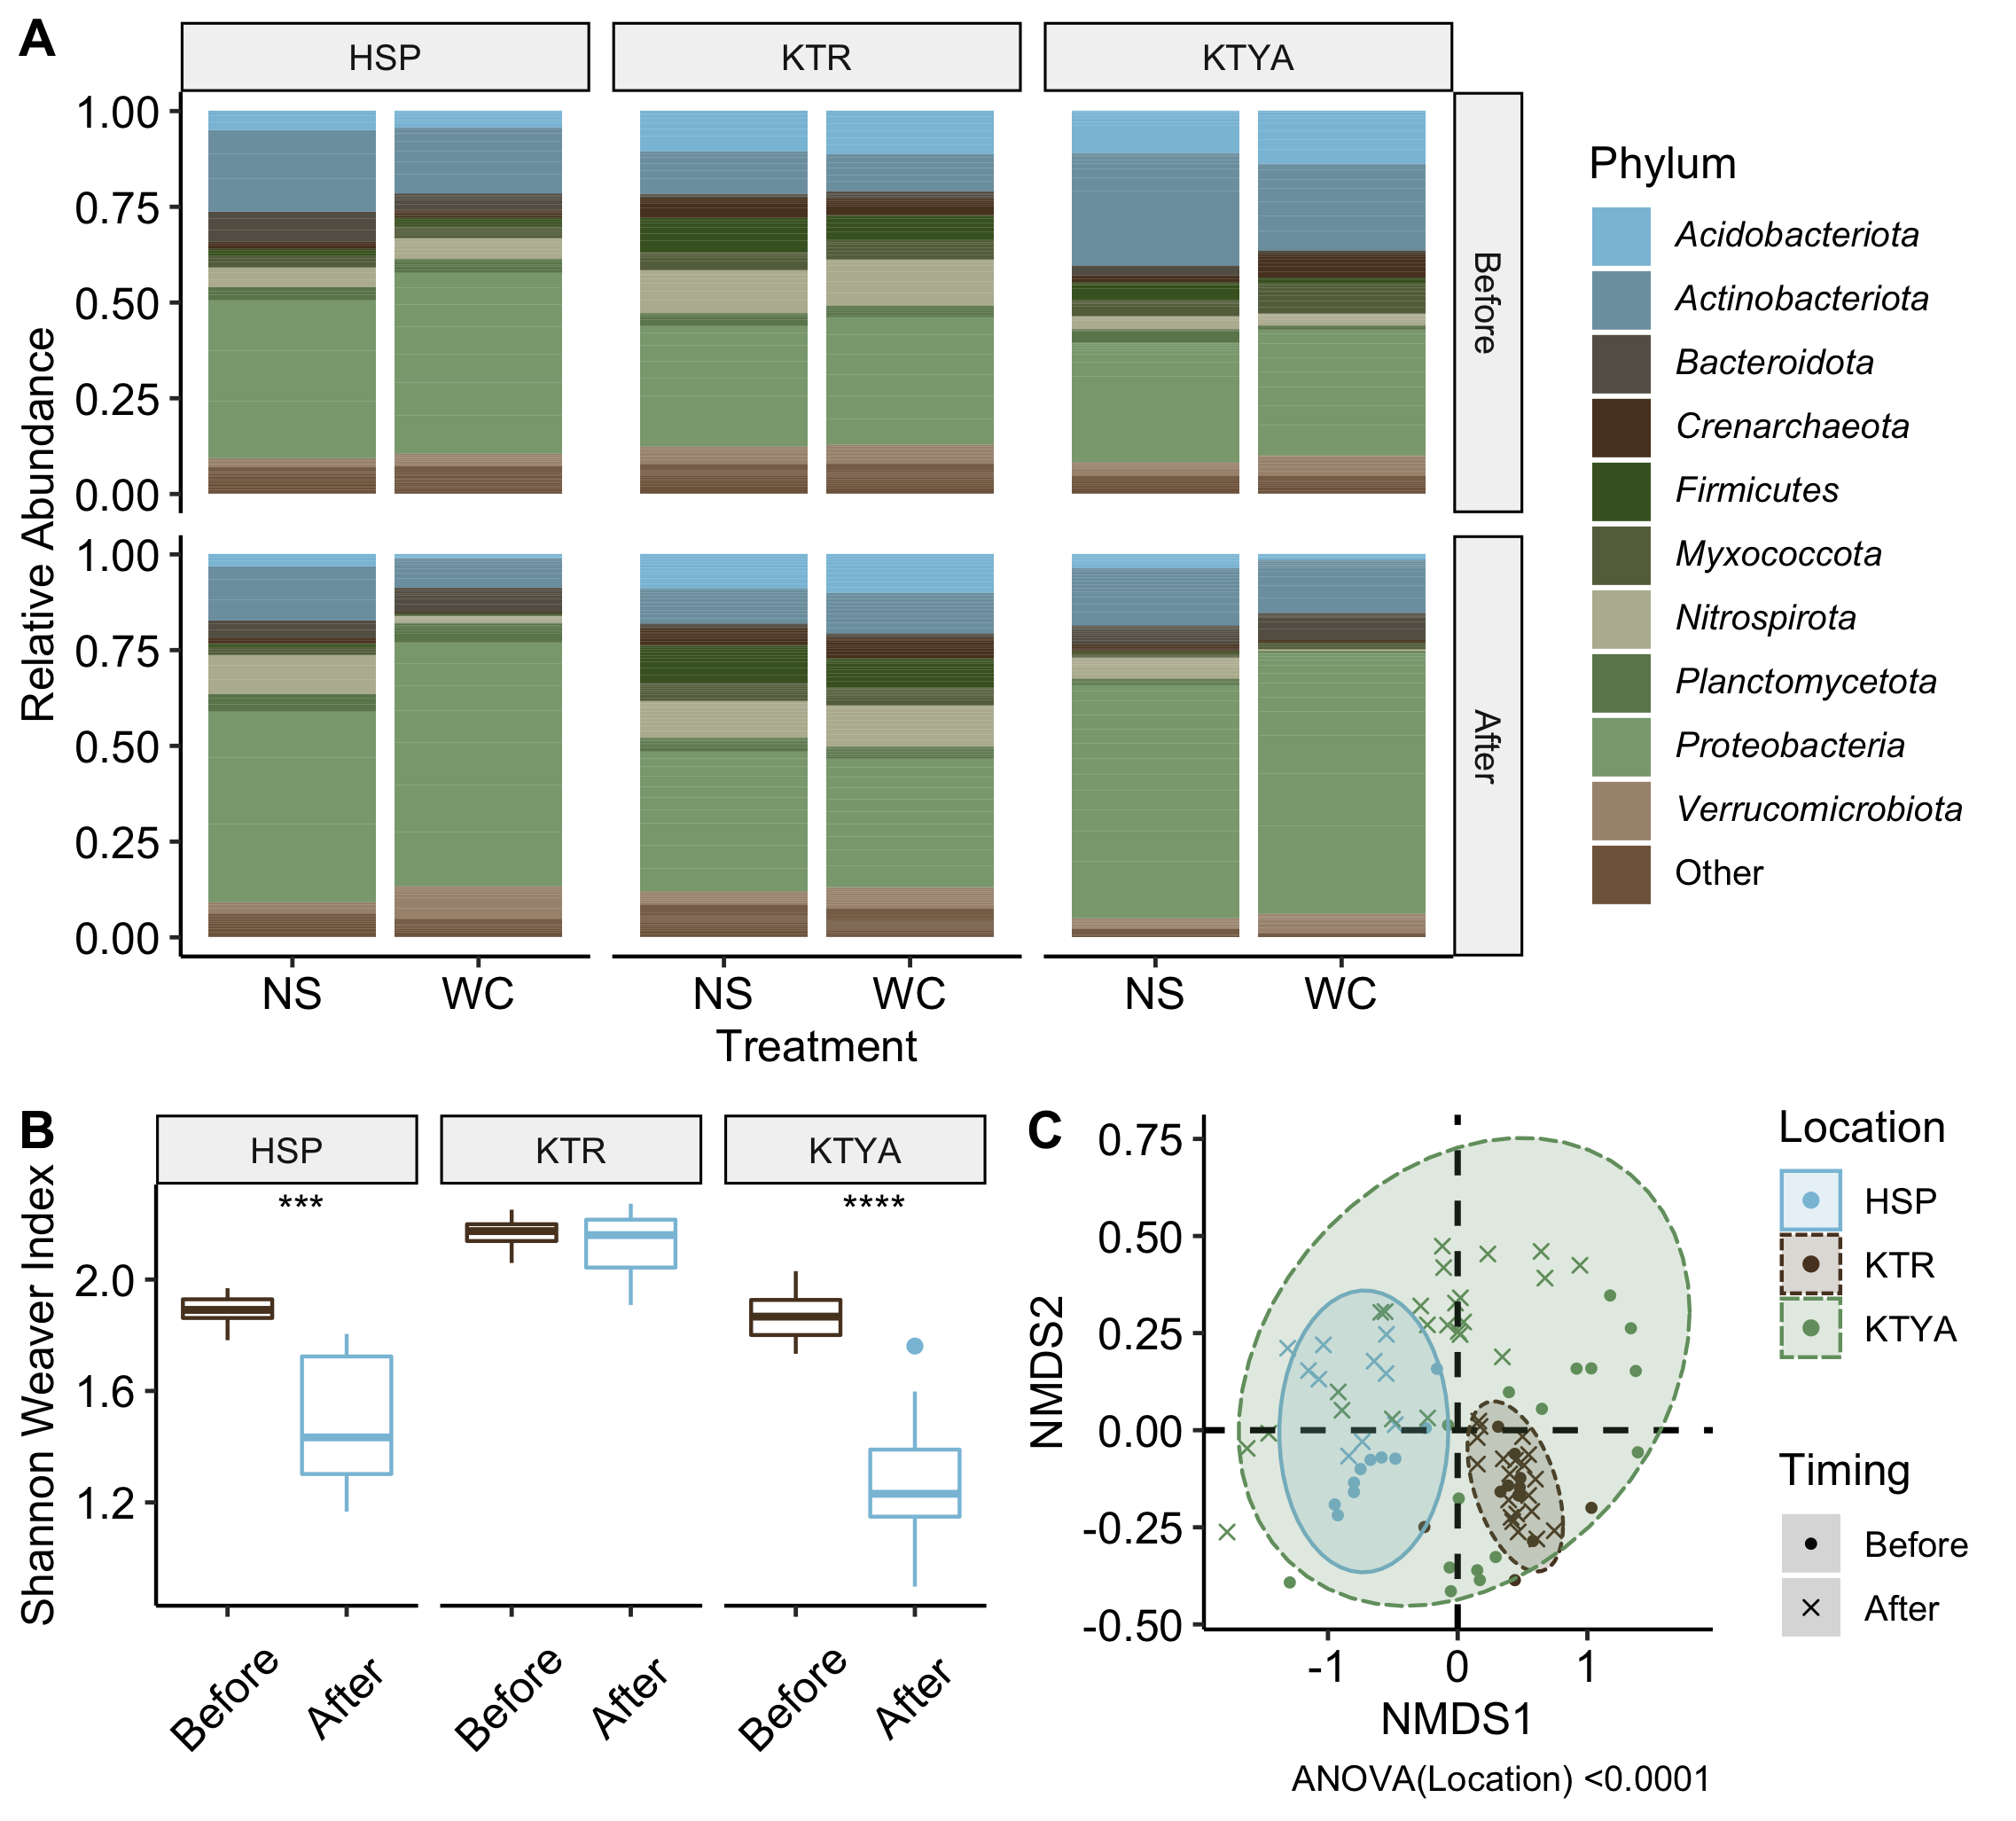 A
HSP
KTR
KTYA
Relative Abundance
1.00
0.75
0.50
0.25
0.00
Before
1.00
0.75
0.50
0.25
0.00
After
NS
WC
NS
WC
NS
WC
Treatment
Phylum
Acidobacteriota
Actinobacteriota
Bacteroidota
Crenarchaeota
Firmicutes
Myxococcota
Nitrospirota
Planctomycetota
Proteobacteria
Verrucomicrobiota
Other
B
HSP
KTR
KTYA
***
****
Shannon Weaver Index
2.0
1.6
1.2
Before
After
Before
After
Before
After
C
NMDS2
0.75
0.50
0.25
0.00
-0.25
-0.50
-1
0
1
NMDS1
ANOVA(Location) <0.0001
Location
HSP
KTR
KTYA
Timing
Before
After